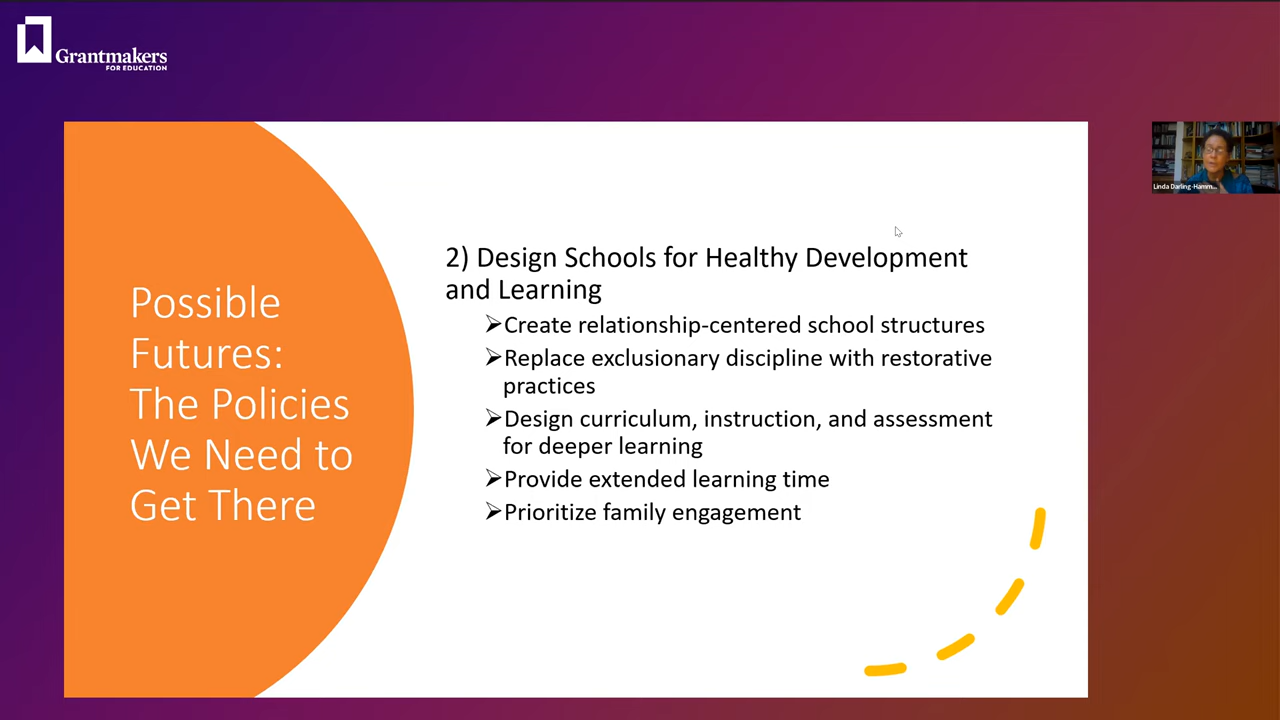 Grantmakers
FOR EDUCATION
Possible
Futures:
The Policies
We Need to
Get There
2) Design Schools for Healthy Development
and Learning
➢Create relationship-centered school structures
➢Replace exclusionary discipline with restorative
practices
➢Design curriculum, instruction, and assessment
for deeper learning
➢Provide extended learning time
➢Prioritize family engagement
Linda Darling-Hamm...